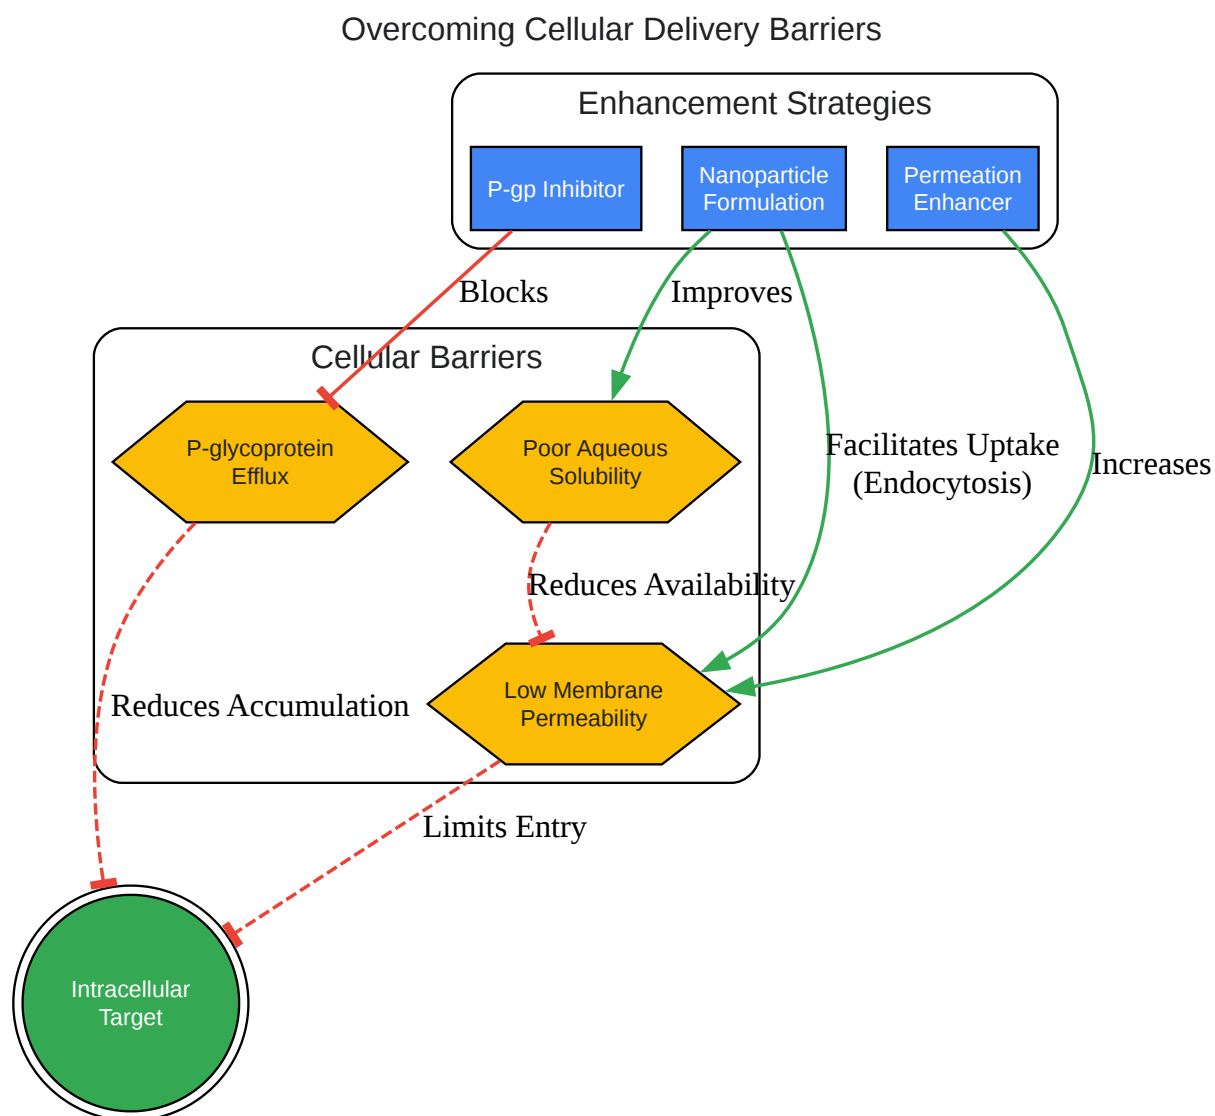 Overcoming Cellular Delivery Barriers
Enhancement Strategies
P-gp Inhibitor
Nanoparticle
Formulation
Permeation
Enhancer
Blocks
Improves
Cellular Barriers
P-glycoprotein
Efflux
Poor Aqueous
Solubility
Facilitates Uptake
(Endocytosis)
Increases
Reduces Availability
Low Membrane
Permeability
Reduces Accumulation
Limits Entry
Intracellular
Target